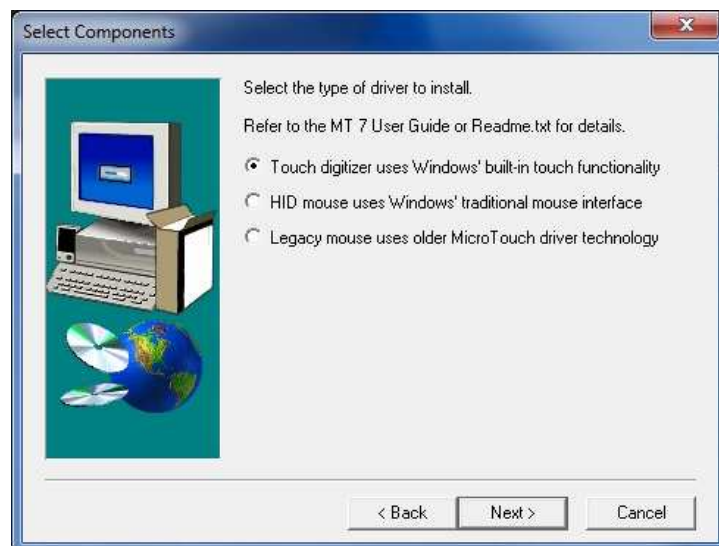 Select Components
Select the type of driver to install.
Refer to the MT 7 User Guide or Readme.txt for details.
Touch digitizer uses Windows' built-in touch functionality
HID mouse uses Windows' traditional mouse interface
Legacy mouse uses older MicroTouch driver technology
< Back Next > Cancel